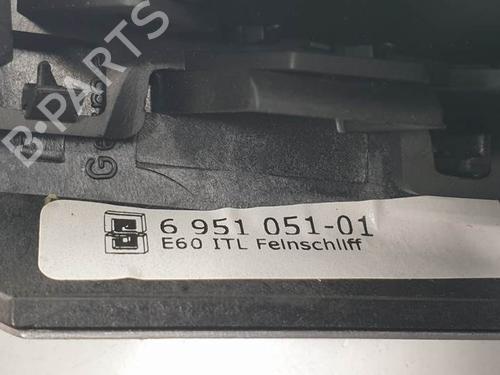 B-PARTS
6 951 051-01
E60 ITL Feinschliff